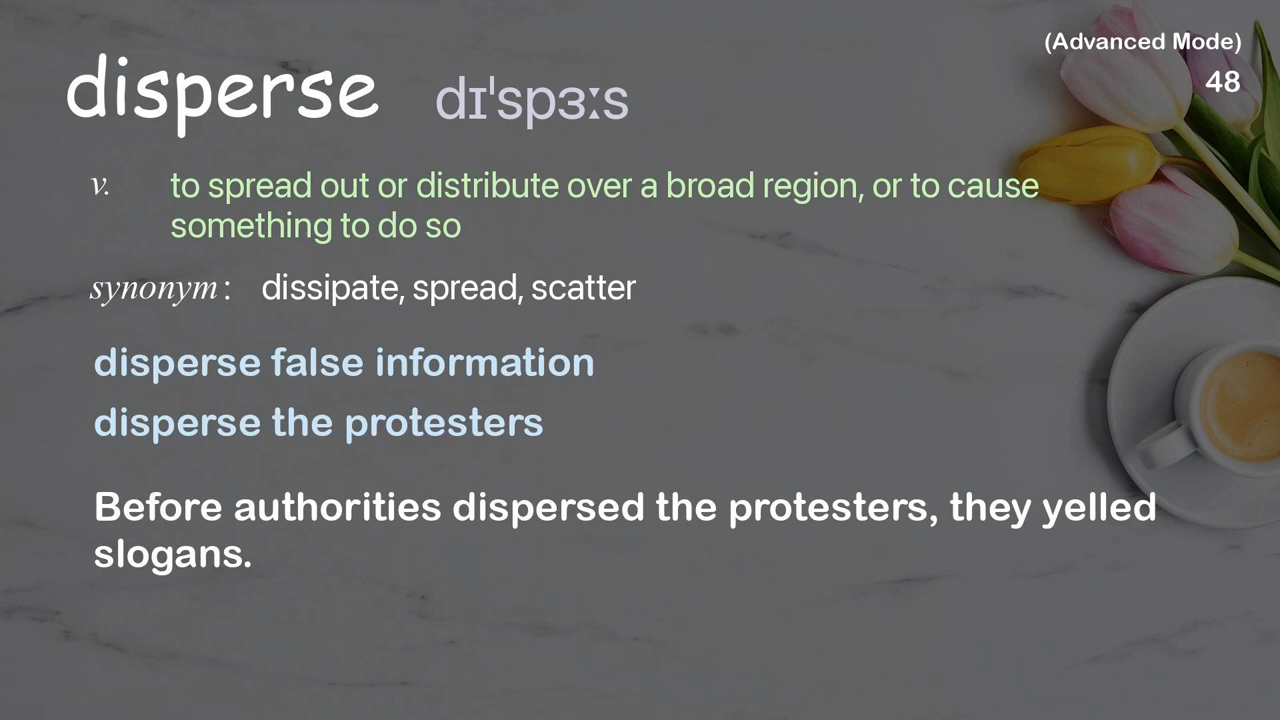 (Advanced Mode)
48
disperse dɪˈspɜːs
v. to spread out or distribute over a broad region, or to cause
something to do so
synonym : dissipate, spread, scatter
disperse false information
disperse the protesters
Before authorities dispersed the protesters, they yelled
slogans.